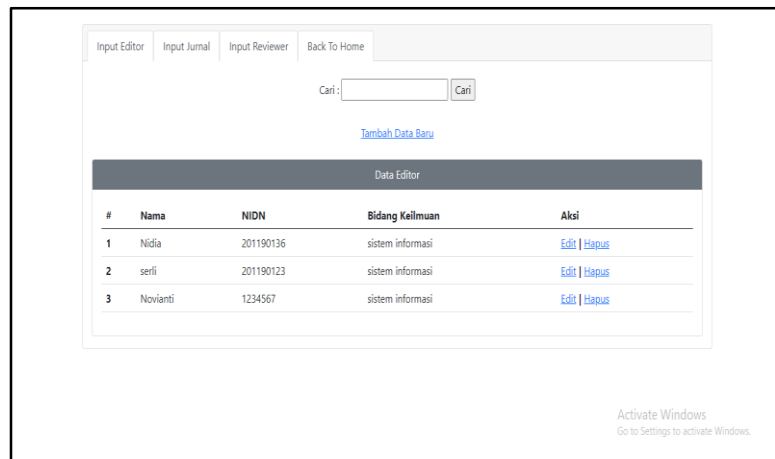 Input Editor Input Jurnal Input Reviewer Back To Home
Cari : Cari
Tambah Data Baru
Data Editor
# Nama NIDN Bidang Keilmuan Aksi
1 Nidia 201190136 sistem informasi Edit | Hapus
2 serli 201190123 sistem informasi Edit | Hapus
3 Novianti 1234567 sistem informasi Edit | Hapus
Activate Windows
Go to Settings to activate Windows.